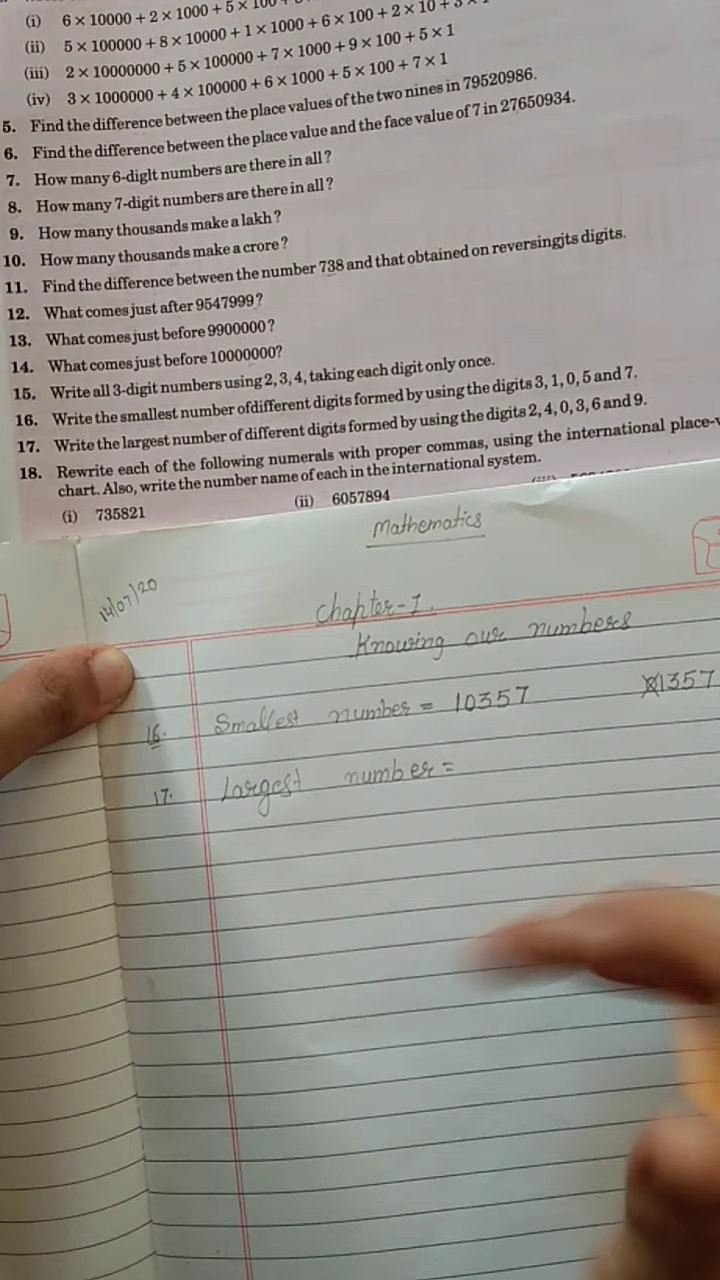 (i) 6 × 10000 + 2 × 1000 + 5 × 100
(ii) 5 × 100000 + 8 × 10000 + 1 × 1000 + 6 × 100 + 2 × 10 + 3 ×
(iii) 2 × 10000000 + 5 × 100000 + 7 × 1000 + 9 × 100 + 5 × 1
(iv) 3 × 1000000 + 4 × 100000 + 6 × 1000 + 5 × 100 + 7 × 1
5. Find the difference between the place values of the two nines in 79520986.
6. Find the difference between the place value and the face value of 7 in 27650934.
7. How many 6-diglt numbers are there in all?
8. How many 7-digit numbers are there in all?
9. How many thousands make a lakh?
10. How many thousands make a crore?
11. Find the difference between the number 738 and that obtained on reversingjts digits.
12. What comes just after 9547999?
13. What comes just before 9900000?
14. What comes just before 10000000?
15. Write all 3-digit numbers using 2, 3, 4, taking each digit only once.
16. Write the smallest number ofdifferent digits formed by using the digits 3, 1, 0, 5 and 7.
17. Write the largest number of different digits formed by using the digits 2, 4, 0, 3, 6 and 9.
18. Rewrite each of the following numerals with proper commas, using the international place-
chart. Also, write the number name of each in the international system.
(i) 735821 (ii) 6057894
Mathematics
14/07/20
Chapter-1.
Knowing our numbers
16. Smallest number = 10357 01357
17. Largest number =